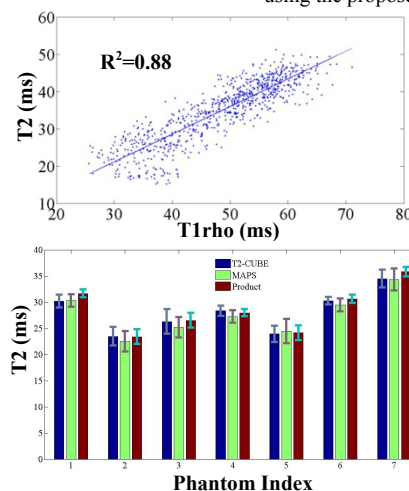 using the propose
60
50
40
30
20
10
T2 (ms)
R²=0.88
20 30 40 50 60 70 80
T1rho (ms)
40
35
30
25
20
15
10
5
0
T2 (ms)
T2-CUBE
MAPS
Product
1 2 3 4 5 6 7
Phantom Index